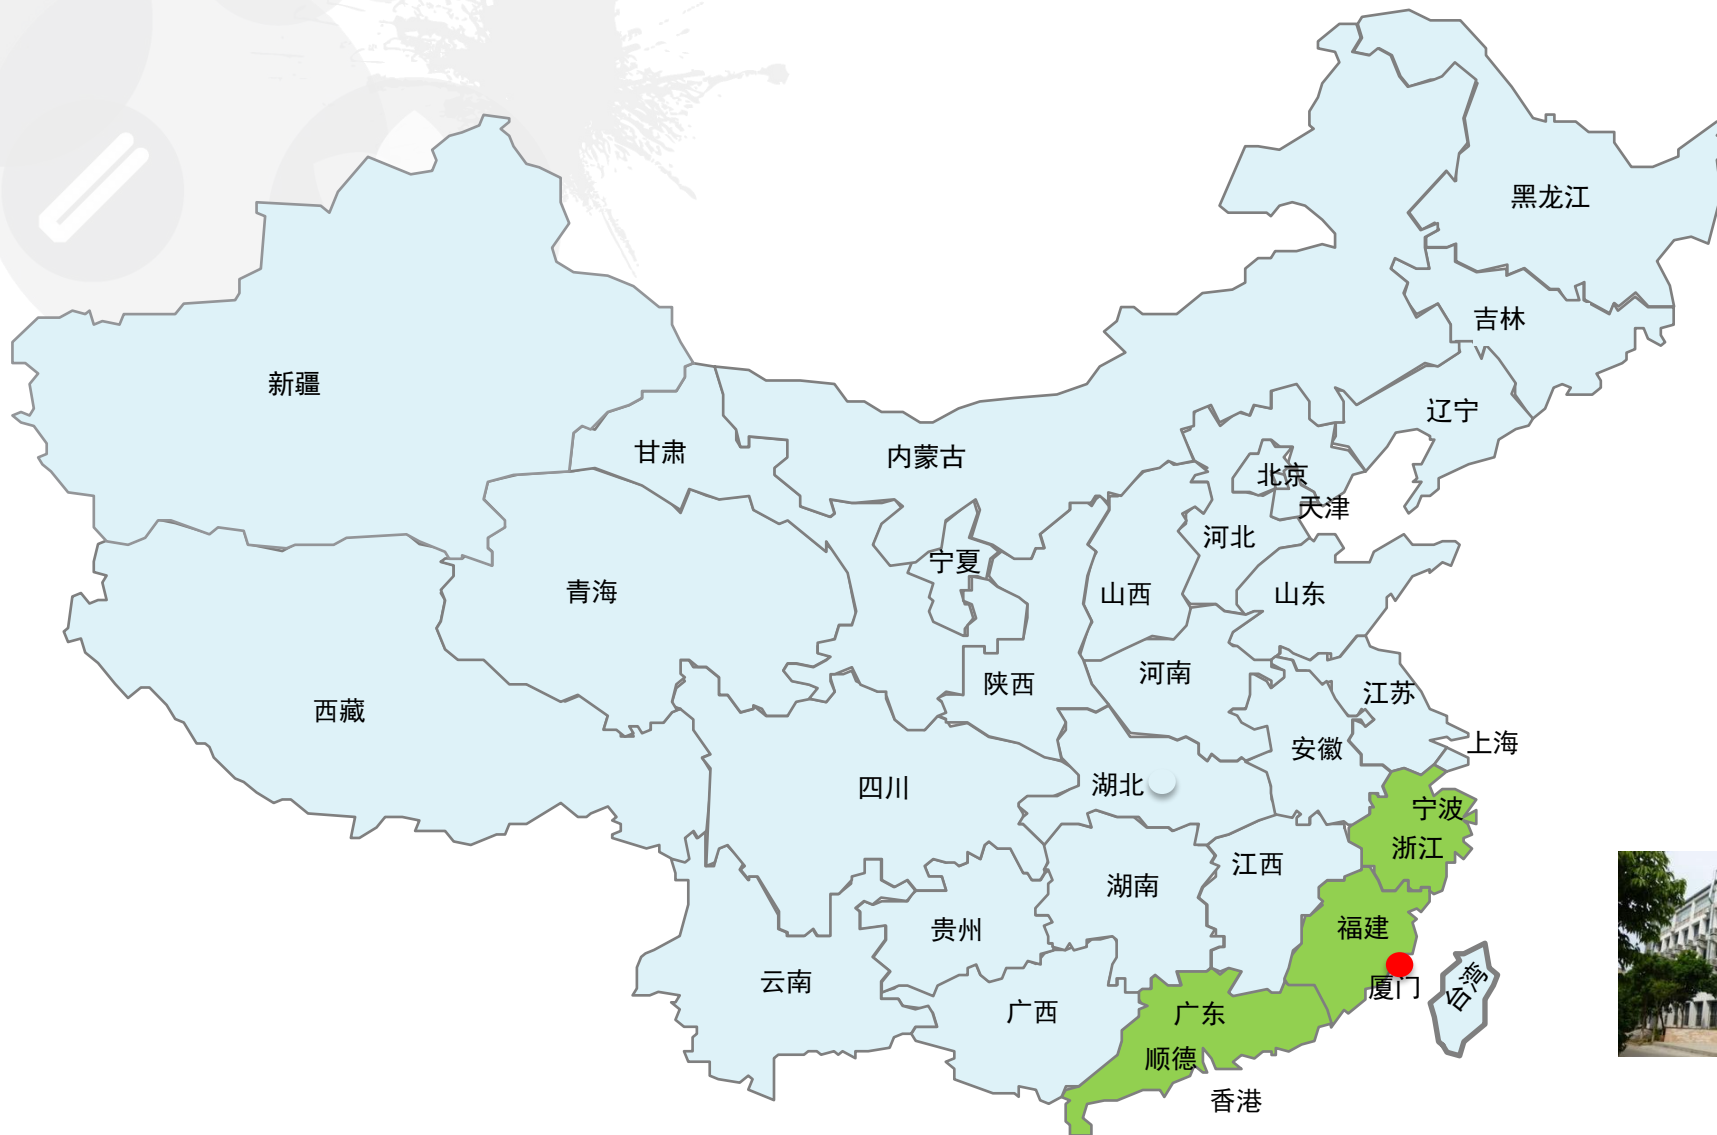 黑龙江
吉林
新疆
辽宁
甘肃
内蒙古
北京
天津
河北
宁夏
青海
山西
山东
河南
陕西
江苏
西藏
上海
安徽
四川
湖北
宁波
浙江
江西
湖南
福建
贵州
云南
厦门
台湾
广西
广东
顺德
香港